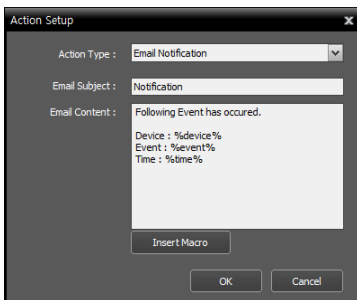 Action Setup
x
Action Type :
Email Notification
Email Subject :
Notification
Email Content :
Following Event has occured.
Device : %device%
Event : %event%
Time : %time%
Insert Macro
OK
Cancel